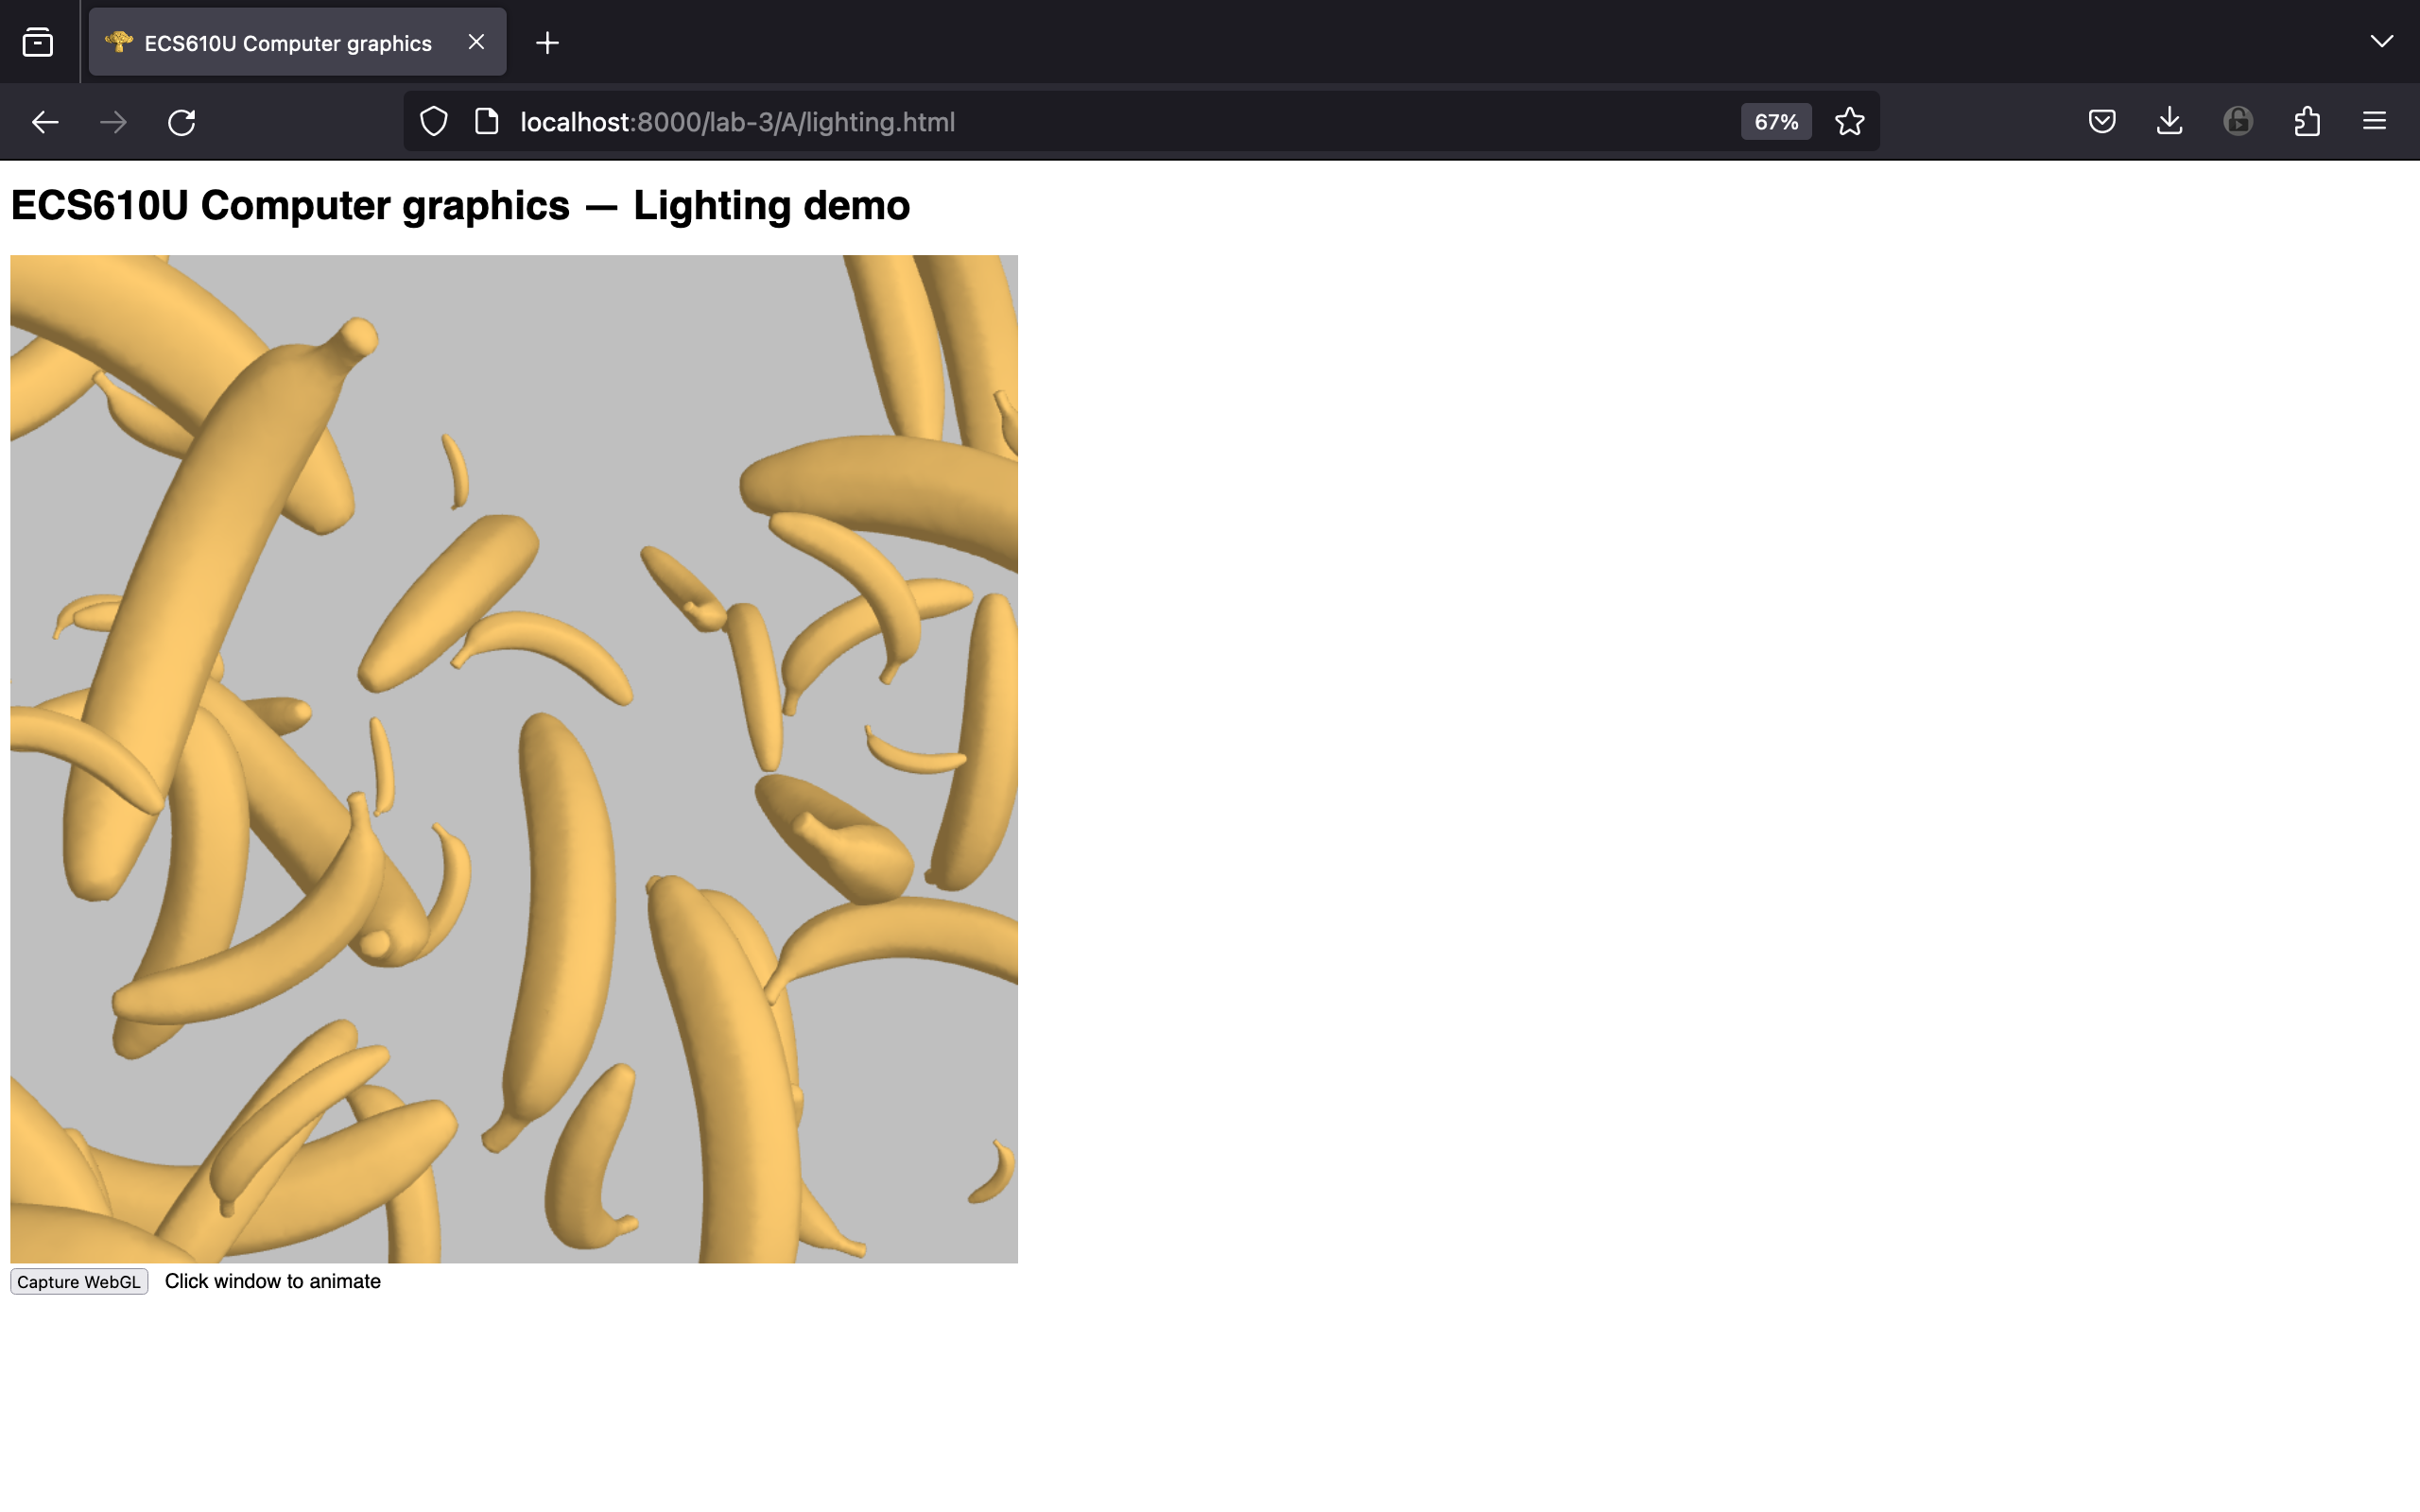 ECS610U Computer graphics
localhost:8000/lab-3/A/lighting.html
67%
ECS610U Computer graphics — Lighting demo
Capture WebGL Click window to animate